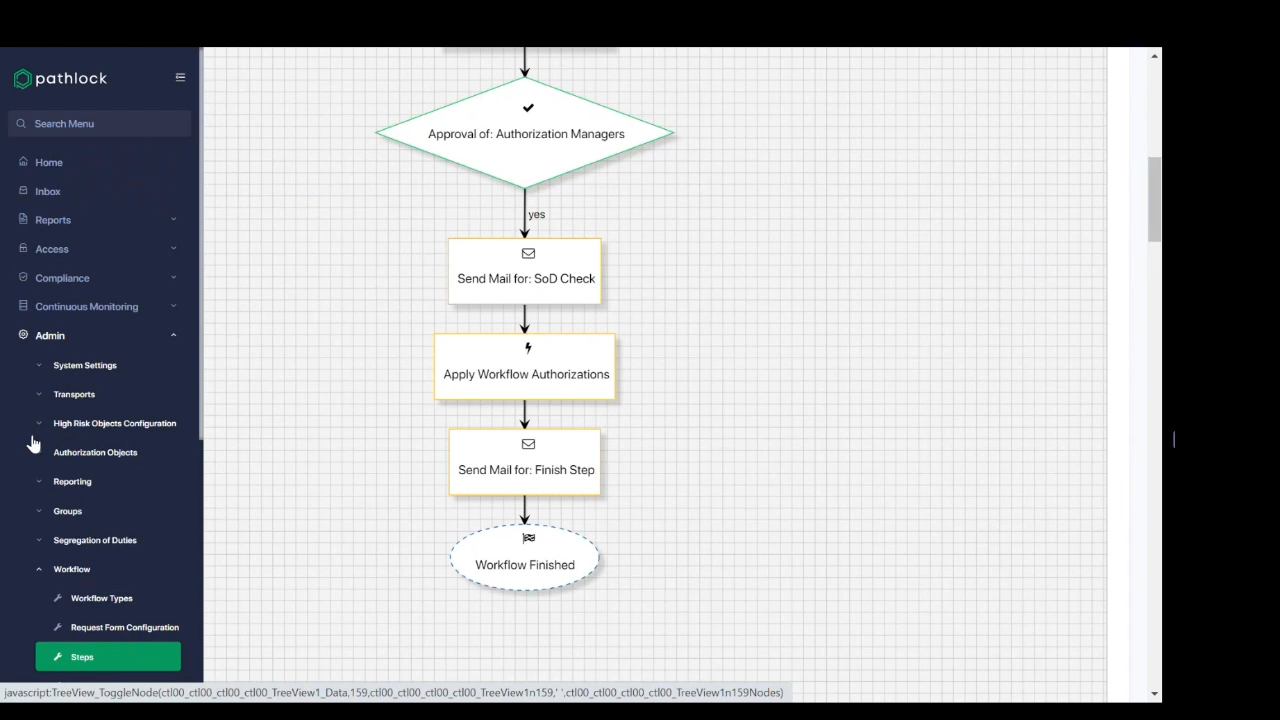 pathlock
Search Menu
Home
Inbox
Reports
Access
Compliance
Continuous Monitoring
Admin
System Settings
Transports
High Risk Objects Configuration
Authorization Objects
Reporting
Groups
Segregation of Duties
Workflow
Workflow Types
Request Form Configuration
Steps
Approval of: Authorization Managers
yes
Send Mail for: SoD Check
Apply Workflow Authorizations
Send Mail for: Finish Step
Workflow Finished
javascript:TreeView_ToggleNode(ctl00_ctl00_ctl00_ctl00_TreeView1_Data,159,ctl00_ctl00_ctl00_ctl00_TreeView1n159,' ',ctl00_ctl00_ctl00_ctl00_TreeView1n159Nodes)